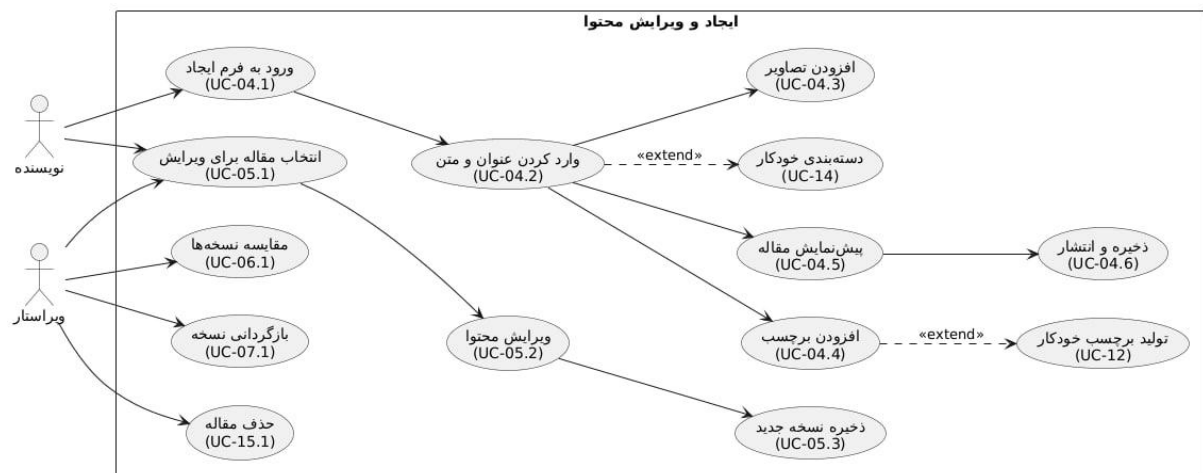 ایجاد و ویرایش محتوا
نویسنده
ویراستار
ورود به فرم ایجاد
(UC-04.1)
انتخاب مقاله برای ویرایش
(UC-05.1)
مقایسه نسخه‌ها
(UC-06.1)
بازگردانی نسخه
(UC-07.1)
حذف مقاله
(UC-15.1)
وارد کردن عنوان و متن
(UC-04.2)
ویرایش محتوا
(UC-05.2)
افزودن تصاویر
(UC-04.3)
«extend»
دسته‌بندی خودکار
(UC-14)
پیش‌نمایش مقاله
(UC-04.5)
افزودن برچسب
(UC-04.4)
ذخیره نسخه جدید
(UC-05.3)
ذخیره و انتشار
(UC-04.6)
«extend»
تولید برچسب خودکار
(UC-12)